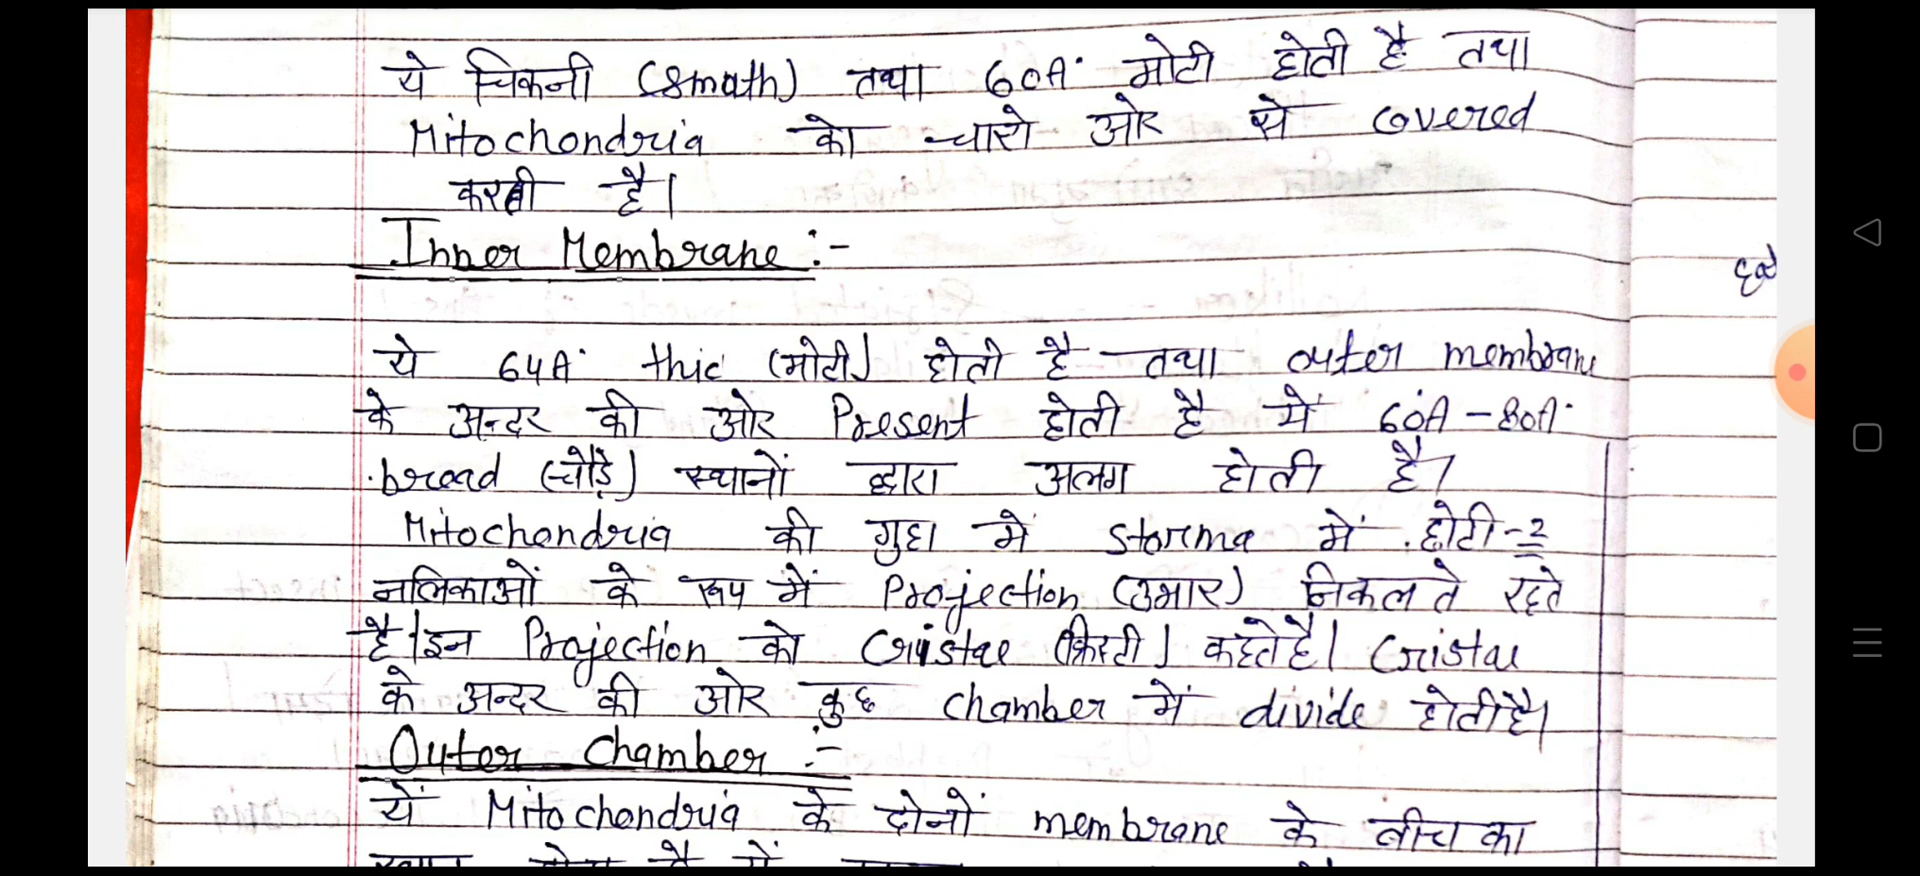 ये चिकनी (smath) तथा 60A° मोटी होती है तथा
Mitochondria को चारो ओर से covered
करती है।
Inner Membrane :-
ये 64A° thic (मोटी) होती है तथा outer membrane
के अन्दर की ओर Present होती है ये 60A - 80A°
broad (चौड़े) स्थानों द्वारा अलग होती है।
Mitochondria की गुहा में Storma में छोटी-2
नलिकाओं के रूप में Projection (उभार) निकलते रहते
है। इन Projection को Cristae (क्रिस्टी) कहते है। Cristae
के अन्दर की ओर कुछ chamber में divide होती है।
Outer Chamber :-
यें Mitochondria के दोनों membrane के बीच का